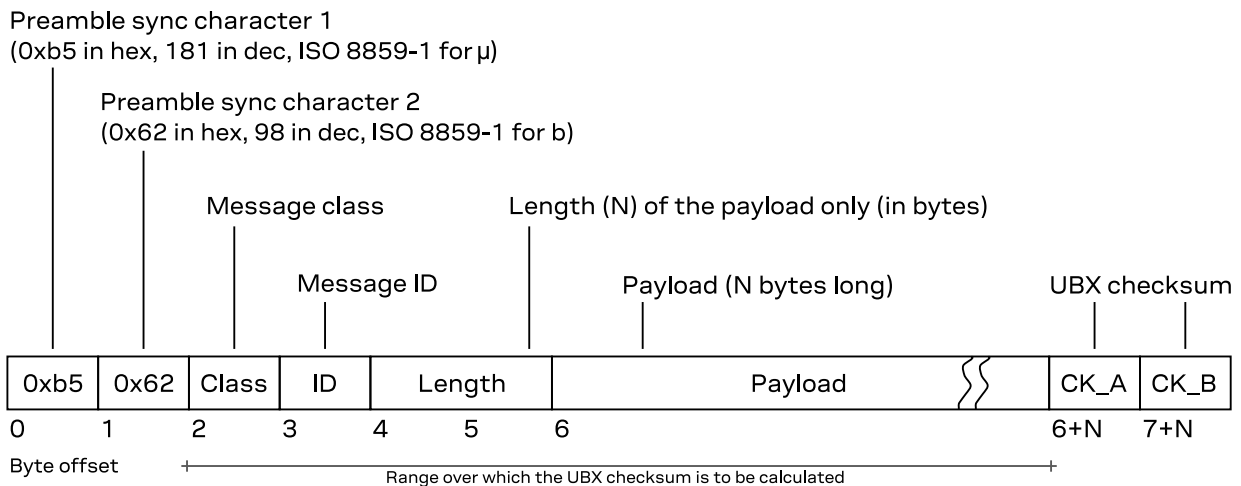 Preamble sync character 1
(0xb5 in hex, 181 in dec, ISO 8859-1 for µ)
Preamble sync character 2
(0x62 in hex, 98 in dec, ISO 8859-1 for b)
Message class
Length (N) of the payload only (in bytes)
Message ID
Payload (N bytes long)
UBX checksum
0xb5 0x62 Class ID Length Payload CK_A CK_B
0 1 2 3 4 5 6 6+N 7+N
Byte offset
Range over which the UBX checksum is to be calculated